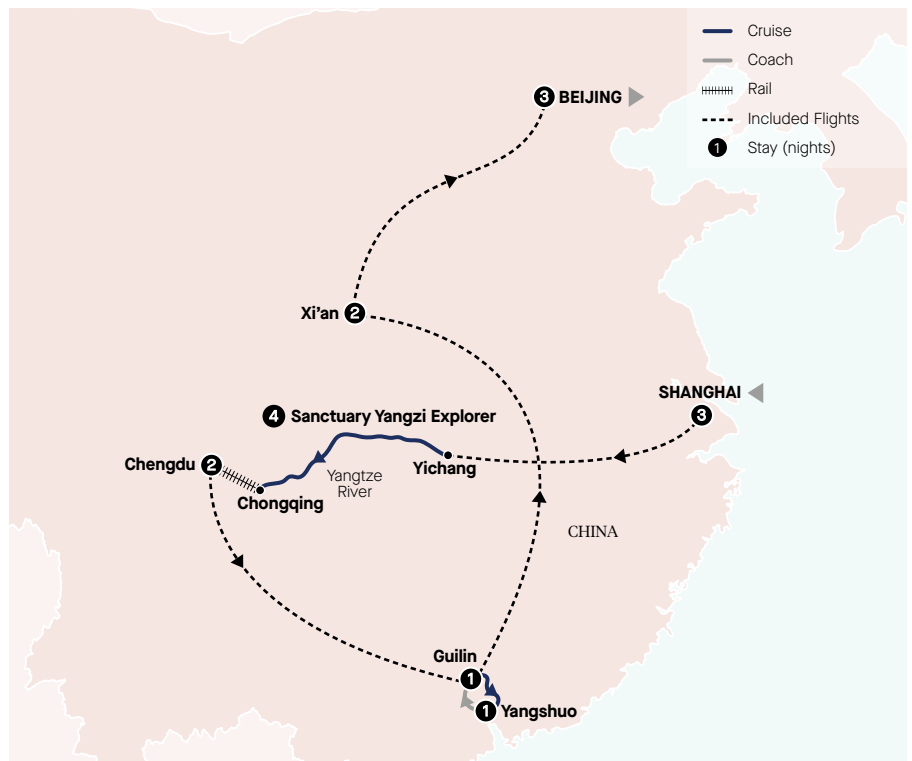 Cruise
Coach
Rail
Included Flights
1 Stay (nights)
3 BEIJING
Xi’an 2
SHANGHAI
3
4 Sanctuary Yangzi Explorer
Chengdu 2
Yichang
Yangtze
River
Chongqing
CHINA
Guilin
1
1 Yangshuo